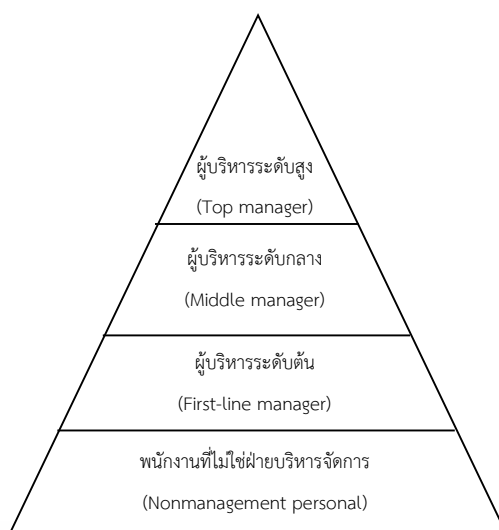 ผู้บริหารระดับสูง
(Top manager)
ผู้บริหารระดับกลาง
(Middle manager)
ผู้บริหารระดับต้น
(First-line manager)
พนักงานที่ไม่ใช่ฝ่ายบริหารจัดการ
(Nonmanagement personal)